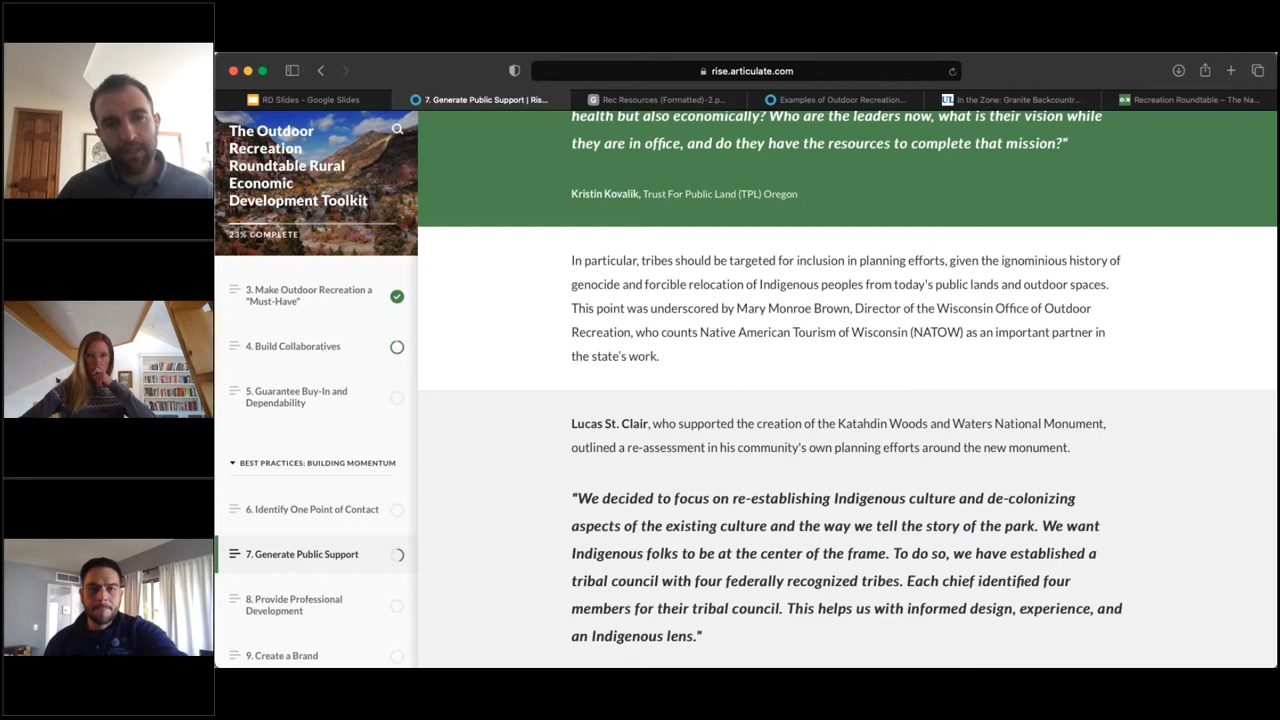 rise.articulate.com
RD Slides - Google Slides
7. Generate Public Support | Ris...
Rec Resources (Formatted)-2.p...
Examples of Outdoor Recreation...
In the Zone: Granite Backcountr...
Recreation Roundtable – The Na...
The Outdoor
Recreation
Roundtable Rural
Economic
Development Toolkit
23% COMPLETE
3. Make Outdoor Recreation a
"Must-Have"
4. Build Collaboratives
5. Guarantee Buy-In and
Dependability
BEST PRACTICES: BUILDING MOMENTUM
6. Identify One Point of Contact
7. Generate Public Support
8. Provide Professional
Development
9. Create a Brand
health but also economically? Who are the leaders now, what is their vision while
they are in office, and do they have the resources to complete that mission?"
Kristin Kovalik, Trust For Public Land (TPL) Oregon
In particular, tribes should be targeted for inclusion in planning efforts, given the ignominious history of
genocide and forcible relocation of Indigenous peoples from today's public lands and outdoor spaces.
This point was underscored by Mary Monroe Brown, Director of the Wisconsin Office of Outdoor
Recreation, who counts Native American Tourism of Wisconsin (NATOW) as an important partner in
the state's work.
Lucas St. Clair, who supported the creation of the Katahdin Woods and Waters National Monument,
outlined a re-assessment in his community's own planning efforts around the new monument.
"We decided to focus on re-establishing Indigenous culture and de-colonizing
aspects of the existing culture and the way we tell the story of the park. We want
Indigenous folks to be at the center of the frame. To do so, we have established a
tribal council with four federally recognized tribes. Each chief identified four
members for their tribal council. This helps us with informed design, experience, and
an Indigenous lens."